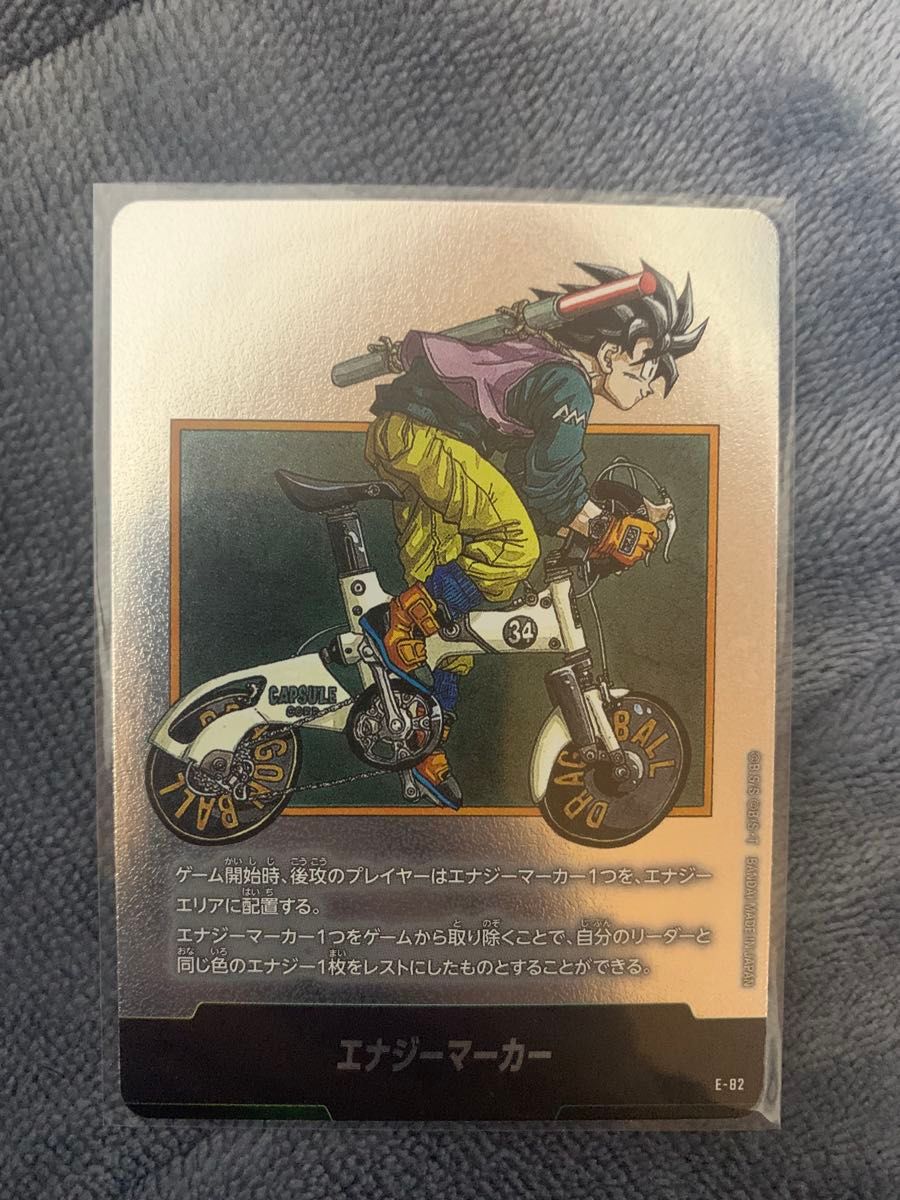 34
CAPSULE
CORP.
DRAGON BALL
DRAGON BALL
ゲーム開始時、後攻のプレイヤーはエナジーマーカー1つを、エナジー
エリアに配置する。
エナジーマーカー1つをゲームから取り除くことで、自分のリーダーと
同じ色のエナジー1枚をレストにしたものとすることができる。
©B.S./S ©B/S・T BANDAI MADE IN JAPAN
エナジーマーカー
E-82